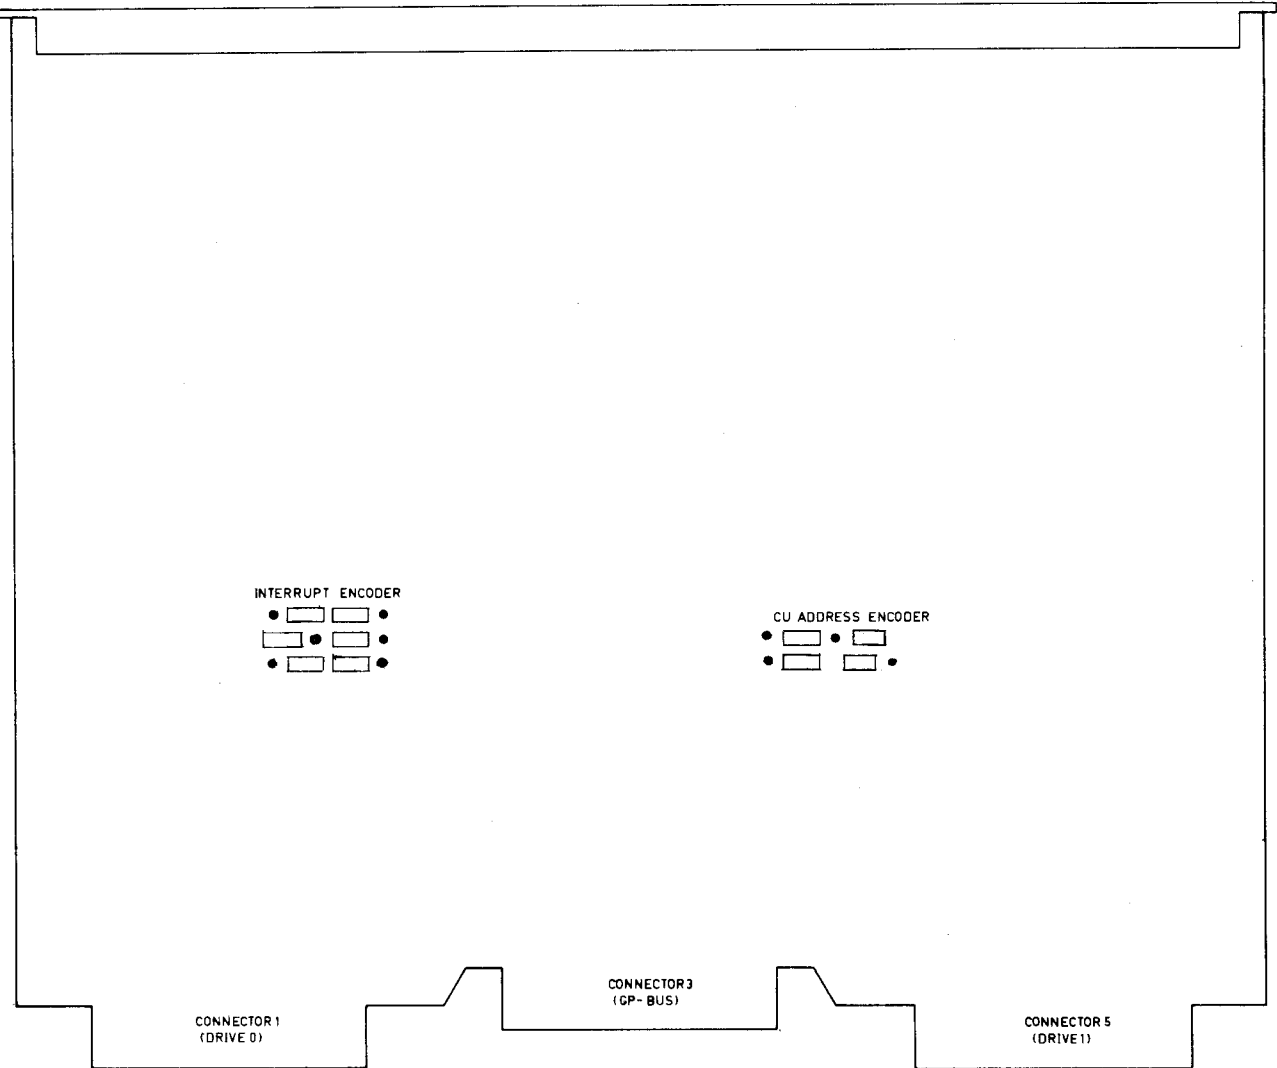 INTERRUPT ENCODER
CU ADDRESS ENCODER
CONNECTOR 3
(GP-BUS)
CONNECTOR 1
(DRIVE 0)
CONNECTOR 5
(DRIVE 1)